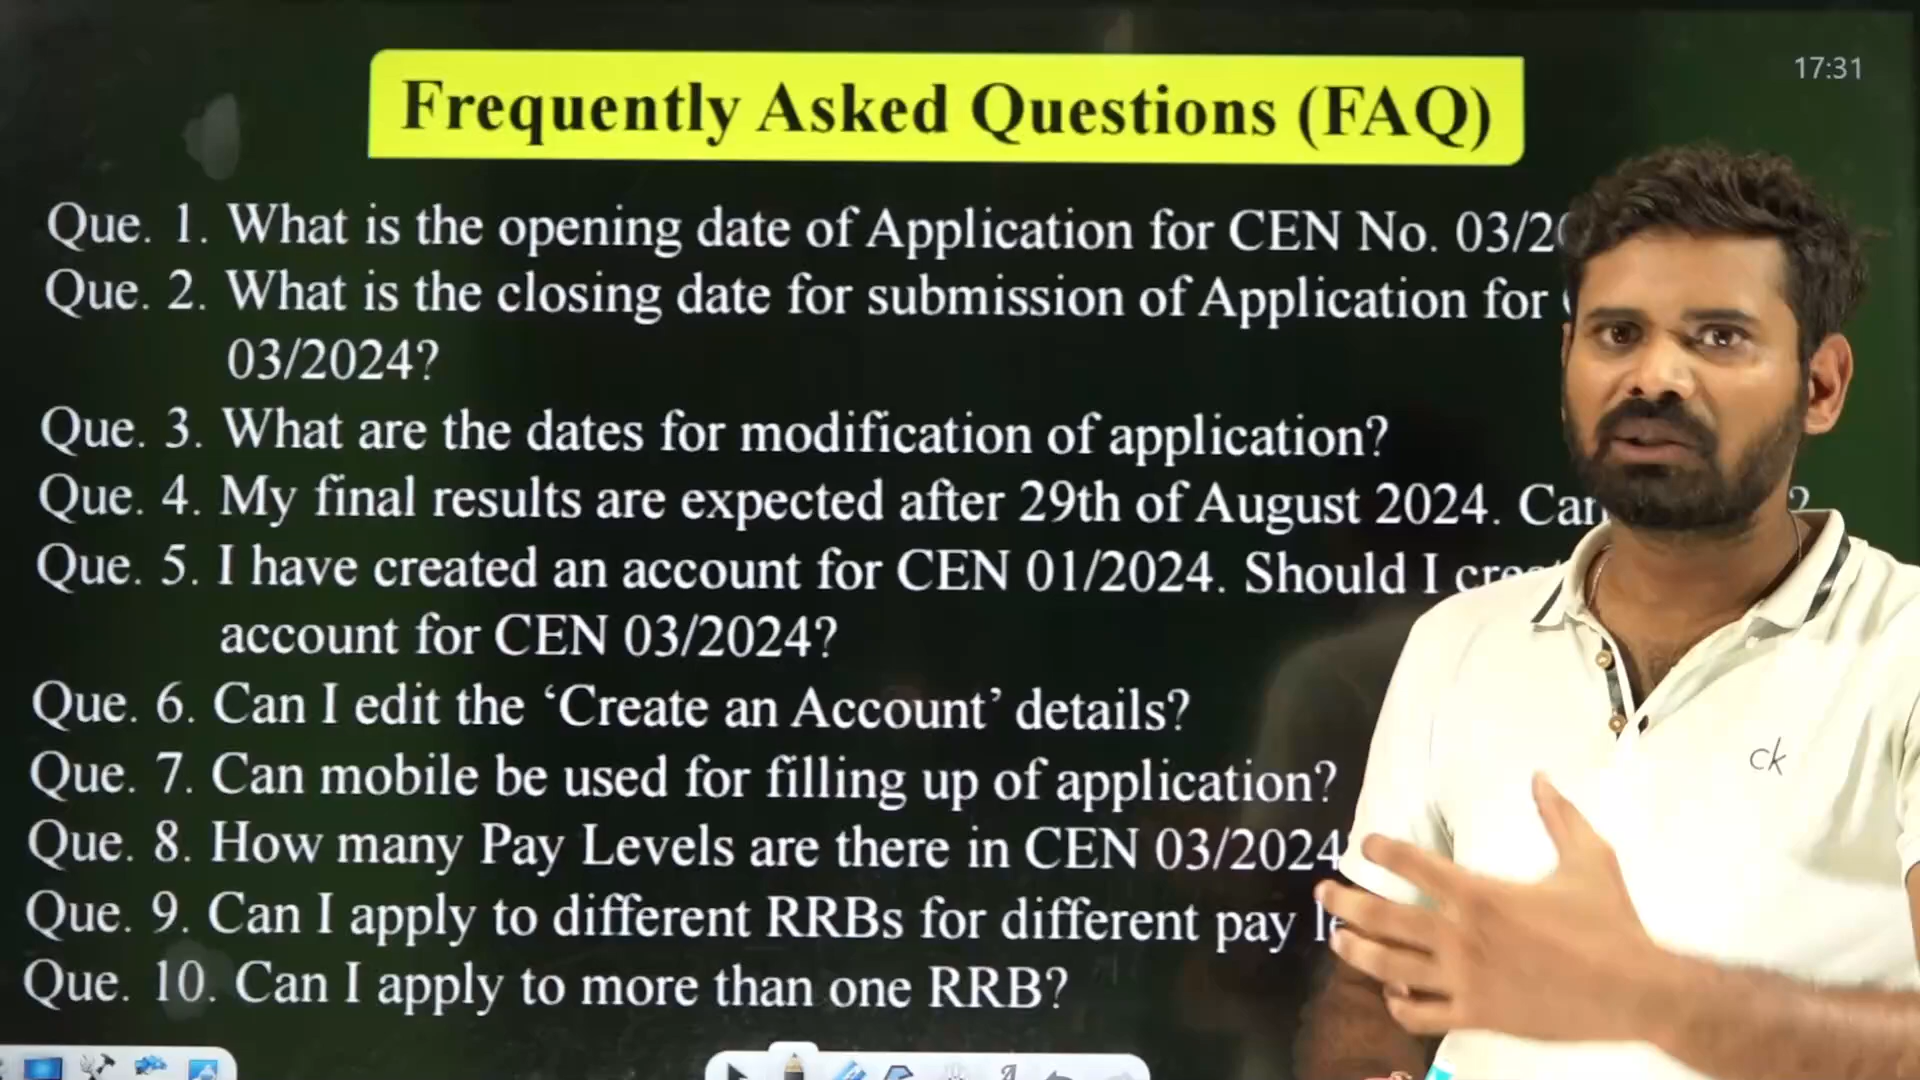 Frequently Asked Questions (FAQ)
17:31
Que. 1. What is the opening date of Application for CEN No.
Que. 2. What is the closing date for submission of Application for
03/2024?
Que. 3. What are the dates for modification of application?
Que. 4. My final results are expected after 29th of August 2024.
Que. 5. I have created an account for CEN 01/2024. Should I
account for CEN 03/2024?
Que. 6. Can I edit the ‘Create an Account’ details?
Que. 7. Can mobile be used for filling up of application?
Que. 8. How many Pay Levels are there in CEN 03/2024
Que. 9. Can I apply to different RRBs for different pay
Que. 10. Can I apply to more than one RRB?
ck